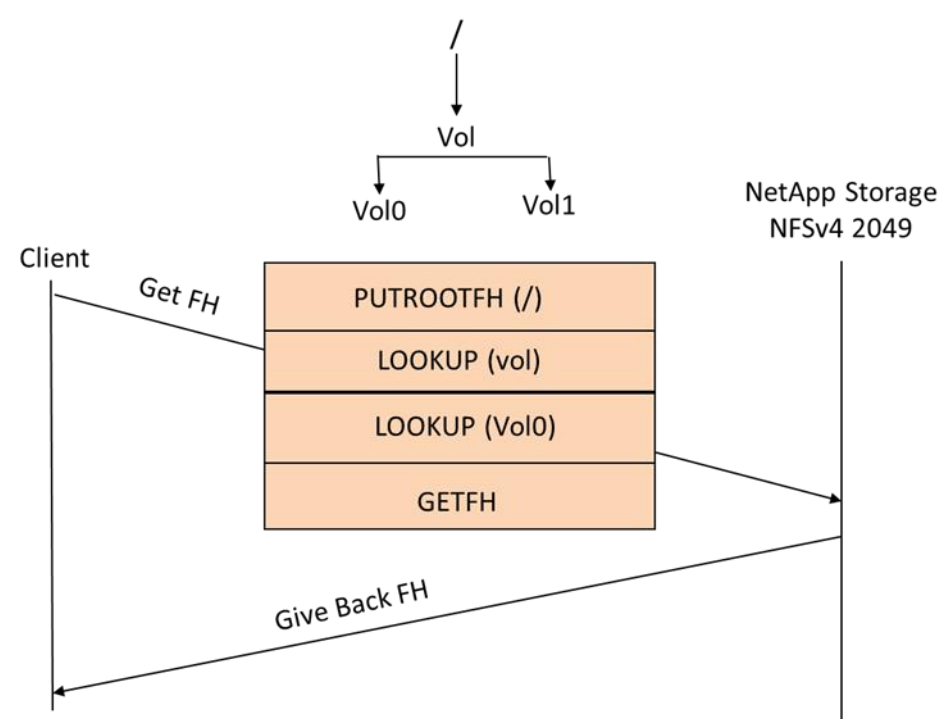 /
Vol
Vol0
Vol1
NetApp Storage
NFSv4 2049
Client
Get FH
PUTROOTFH (/)
LOOKUP (vol)
LOOKUP (Vol0)
GETFH
Give Back FH